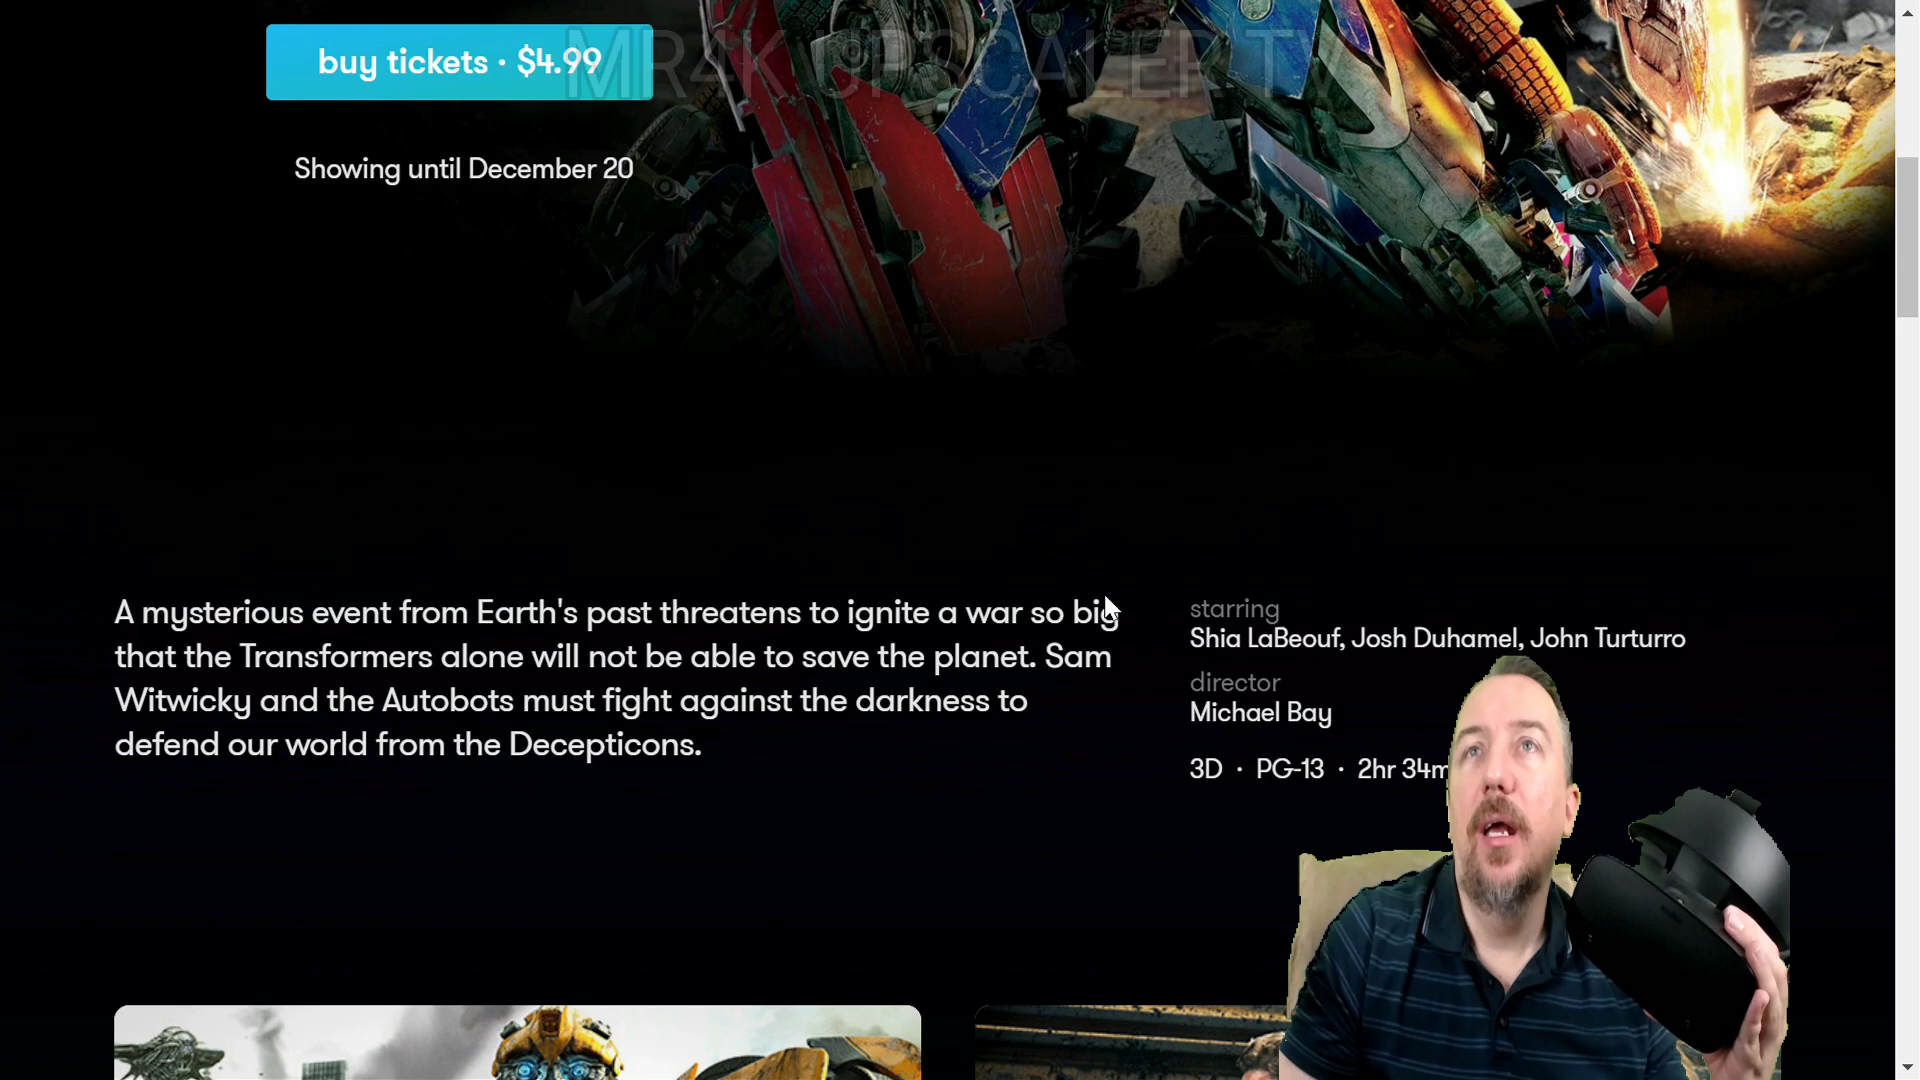 buy tickets · $4.99
MR4K UPSCALER TV
Showing until December 20
A mysterious event from Earth's past threatens to ignite a war so big
that the Transformers alone will not be able to save the planet. Sam
Witwicky and the Autobots must fight against the darkness to
defend our world from the Decepticons.
starring
Shia LaBeouf, Josh Duhamel, John Turturro
director
Michael Bay
3D · PG-13 · 2hr 34m